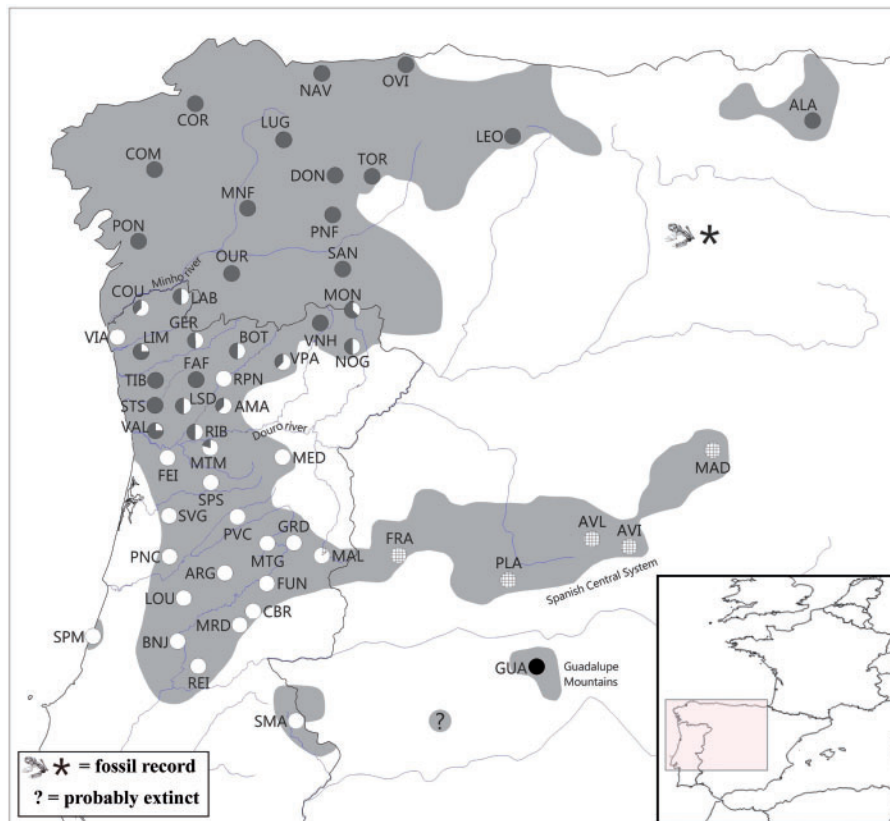 OVI
NAV
ALA
COR
LUG
LEO
COM
DON
TOR
MNF
PNF
PON
OUR
SAN
Minho river
COU
LAB
MON
GER
VIA
LIM
BOT
VNH
VPA
NOG
FAF
TIB
RPN
LSD
STS
AMA
VAL
RIB
Douro river
MTM
FEI
MED
MAD
SPS
SVG
PVC
GRD
AVL
AVI
FRA
PNC
MTG
MAL
PLA
ARG
FUN
Spanish Central System
LOU
CBR
MRD
SPM
BNJ
REI
GUA
Guadalupe
Mountains
SMA
?
* = fossil record
? = probably extinct
*